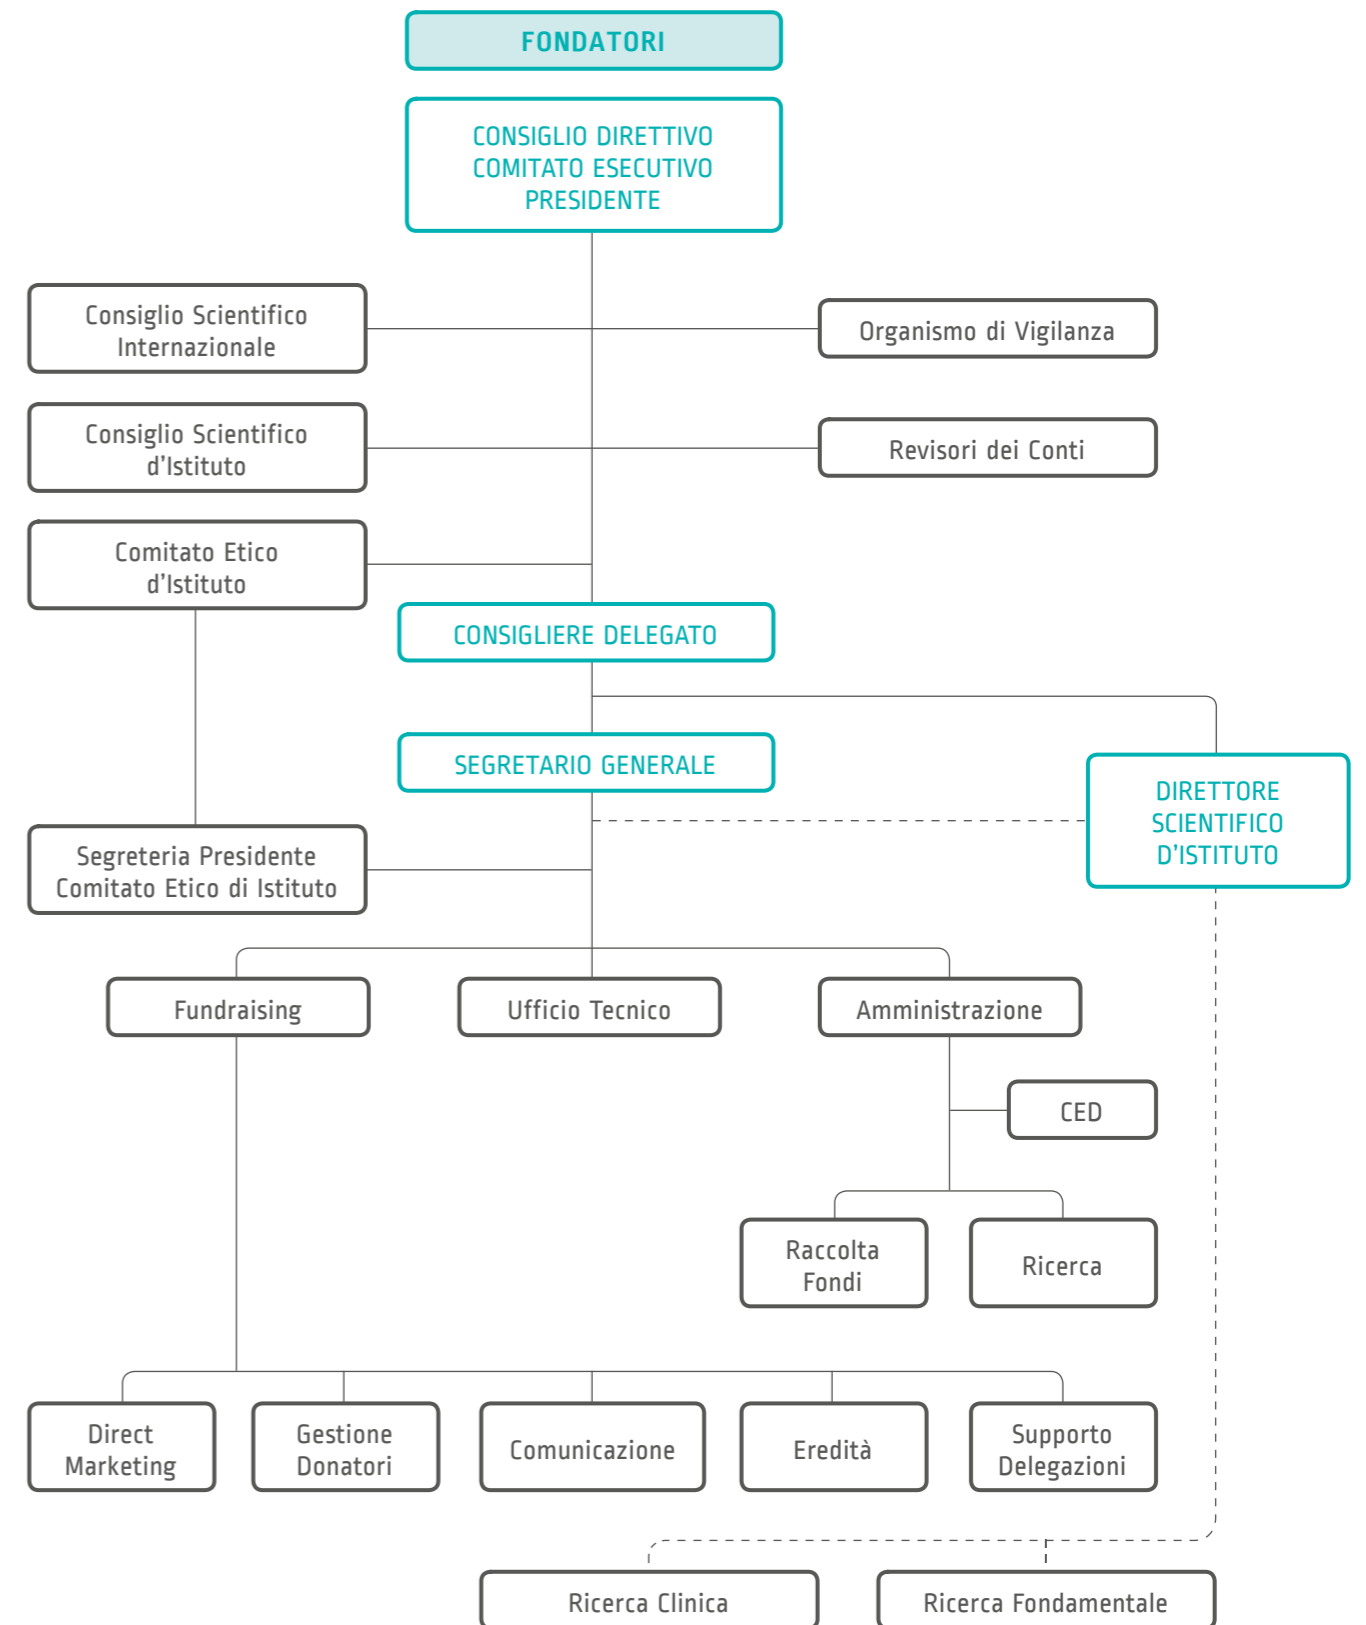 FONDATORI
CONSIGLIO DIRETTIVO
COMITATO ESECUTIVO
PRESIDENTE
Consiglio Scientifico
Internazionale
Organismo di Vigilanza
Consiglio Scientifico
d'Istituto
Revisori dei Conti
Comitato Etico
d'Istituto
CONSIGLIERE DELEGATO
SEGRETARIO GENERALE
DIRETTORE
SCIENTIFICO
D'ISTITUTO
Segreteria Presidente
Comitato Etico di Istituto
Fundraising
Ufficio Tecnico
Amministrazione
CED
Raccolta
Fondi
Ricerca
Direct
Marketing
Gestione
Donatori
Comunicazione
Eredità
Supporto
Delegazioni
Ricerca Clinica
Ricerca Fondamentale